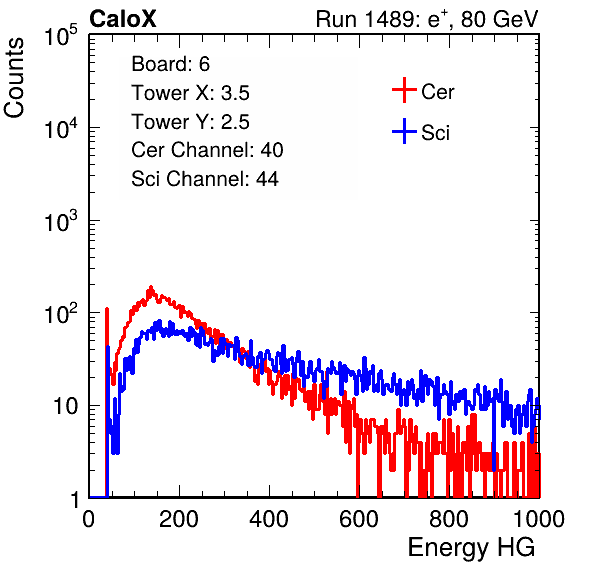 CaloX Run 1489: e⁺, 80 GeV
Counts
Board: 6
Tower X: 3.5
Tower Y: 2.5
Cer Channel: 40
Sci Channel: 44
Cer
Sci
10⁵
10⁴
10³
10²
10
1
0 200 400 600 800 1000
Energy HG